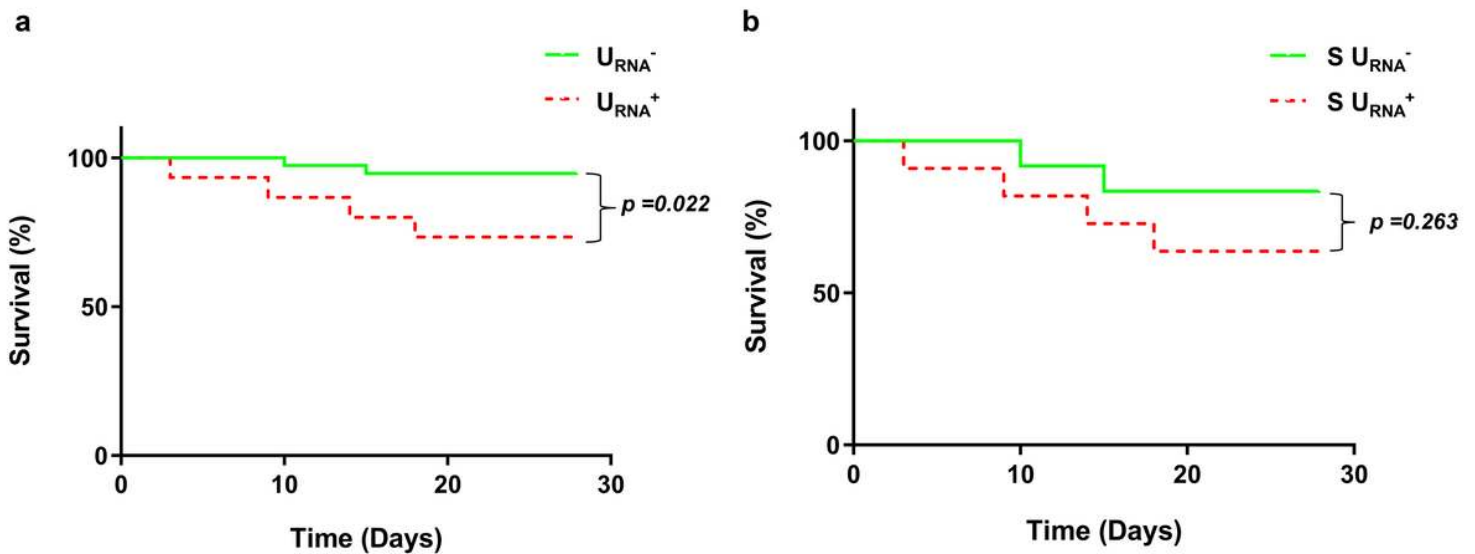 a
U_RNA^-
U_RNA^+
Survival (%)
100
50
0
0 10 20 30
Time (Days)
p =0.022
b
S U_RNA^-
S U_RNA^+
Survival (%)
100
50
0
0 10 20 30
Time (Days)
p =0.263